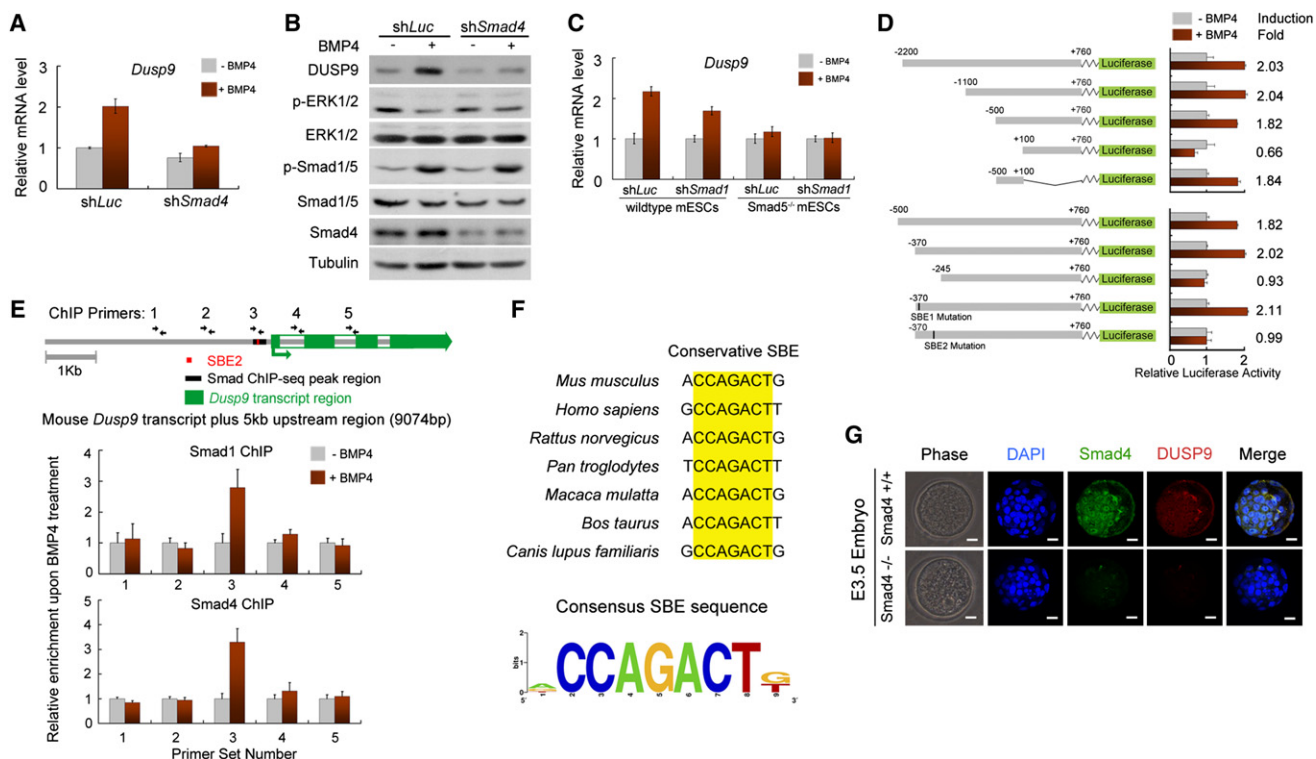 A
Dusp9
- BMP4
+ BMP4
Relative mRNA level
3
2
1
0
shLuc
shSmad4
B
shLuc
shSmad4
BMP4
- + - +
DUSP9
p-ERK1/2
ERK1/2
p-Smad1/5
Smad1/5
Smad4
Tubulin
C
Dusp9
- BMP4
+ BMP4
Relative mRNA level
3
2
1
0
shLuc shSmad1 shLuc shSmad1
wildtype mESCs
Smad5-/- mESCs
D
- BMP4
+ BMP4
Induction
Fold
-2200 +760 Luciferase 2.03
-1100 +760 Luciferase 2.04
-500 +760 Luciferase 1.82
+100 +760 Luciferase 0.66
-500 +100 Luciferase 1.84
-500 +760 Luciferase 1.82
-370 +760 Luciferase 2.02
-245 +760 Luciferase 0.93
-370 +760 Luciferase 2.11
SBE1 Mutation
-370 +760 Luciferase 0.99
SBE2 Mutation
0 1 2
Relative Luciferase Activity
E
ChIP Primers: 1 2 3 4 5
1Kb
SBE2
Smad ChIP-seq peak region
Dusp9 transcript region
Mouse Dusp9 transcript plus 5kb upstream region (9074bp)
Relative enrichment upon BMP4 treatment
Smad1 ChIP
- BMP4
+ BMP4
4
3
2
1
0
1 2 3 4 5
Smad4 ChIP
4
3
2
1
0
1 2 3 4 5
Primer Set Number
F
Conservative SBE
Mus musculus ACCAGACTG
Homo sapiens GCCAGACTT
Rattus norvegicus ACCAGACTG
Pan troglodytes TCCAGACTT
Macaca mulatta ACCAGACTG
Bos taurus ACCAGACTT
Canis lupus familiaris GCCAGACTG
Consensus SBE sequence
bits
2
1
0
A CCAGACT G
T
5' 1 2 3 4 5 6 7 8 9 3'
G
Phase DAPI Smad4 DUSP9 Merge
E3.5 Embryo
Smad4 +/+
Smad4 -/-